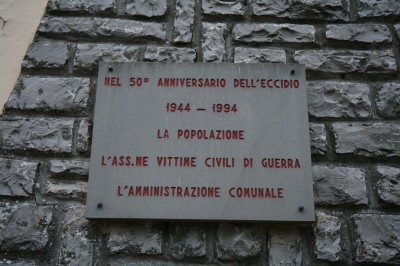 NEL 50° ANNIVERSARIO DELL'ECCIDIO
1944 - 1994
LA POPOLAZIONE
L'ASS.NE VITTIME CIVILI DI GUERRA
L'AMMINISTRAZIONE COMUNALE